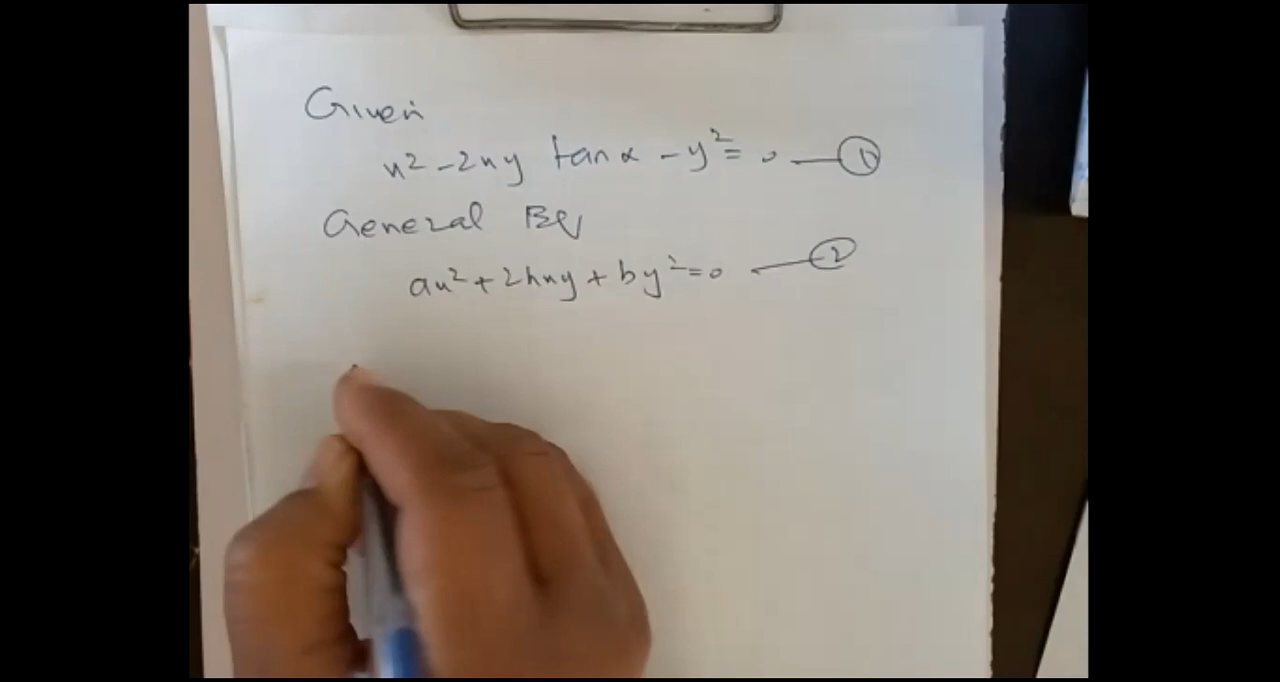 Given
x² - 2xy tan α - y² = 0 — ①
General Eq
ax² + 2hxy + by² = 0 — ②